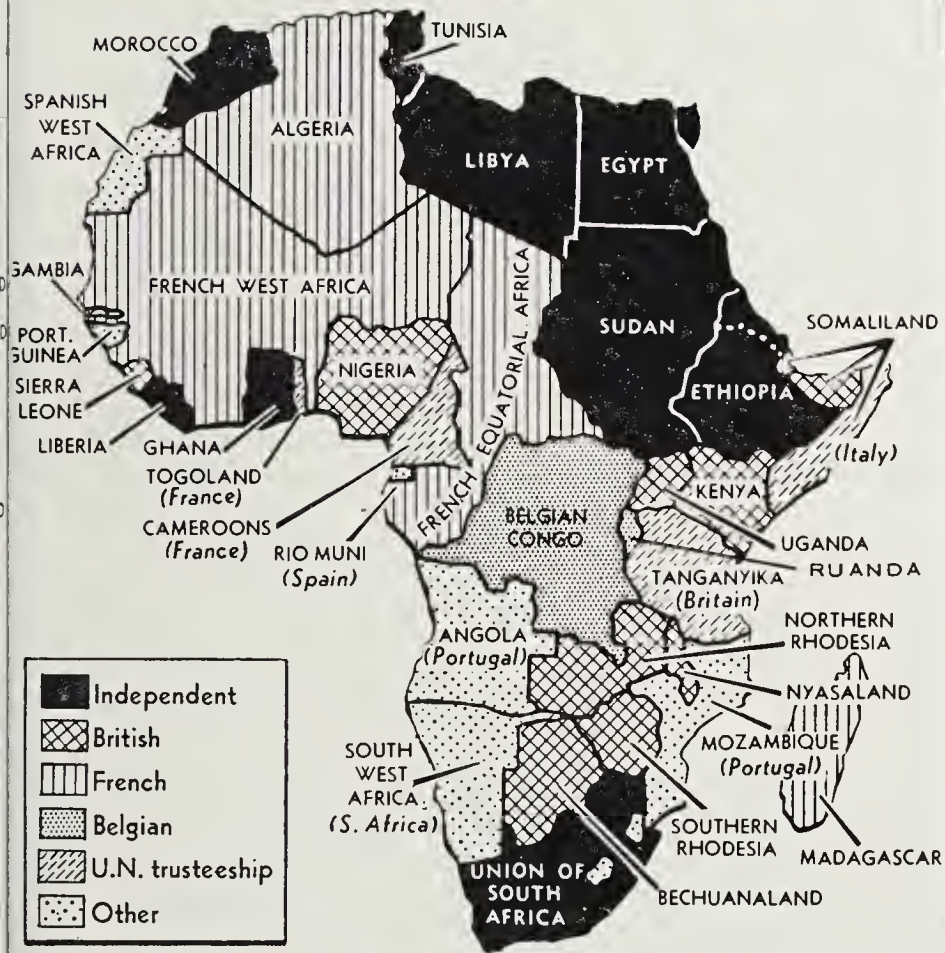 MOROCCO
TUNISIA
SPANISH
WEST
AFRICA
ALGERIA
LIBYA
EGYPT
GAMBIA
FRENCH WEST AFRICA
FRENCH EQUATORIAL AFRICA
SUDAN
SOMALILAND
PORT.
GUINEA
NIGERIA
SIERRA
LEONE
ETHIOPIA
LIBERIA
GHANA
(Italy)
TOGOLAND
(France)
KENYA
CAMEROONS
(France)
RIO MUNI
(Spain)
BELGIAN
CONGO
UGANDA
RUANDA
TANGANYIKA
(Britain)
ANGOLA
(Portugal)
NORTHERN
RHODESIA
NYASALAND
MOZAMBIQUE
(Portugal)
SOUTH
WEST
AFRICA.
(S. Africa)
SOUTHERN
RHODESIA
MADAGASCAR
UNION OF
SOUTH
AFRICA
BECHUANALAND
Independent
British
French
Belgian
U.N. trusteeship
Other